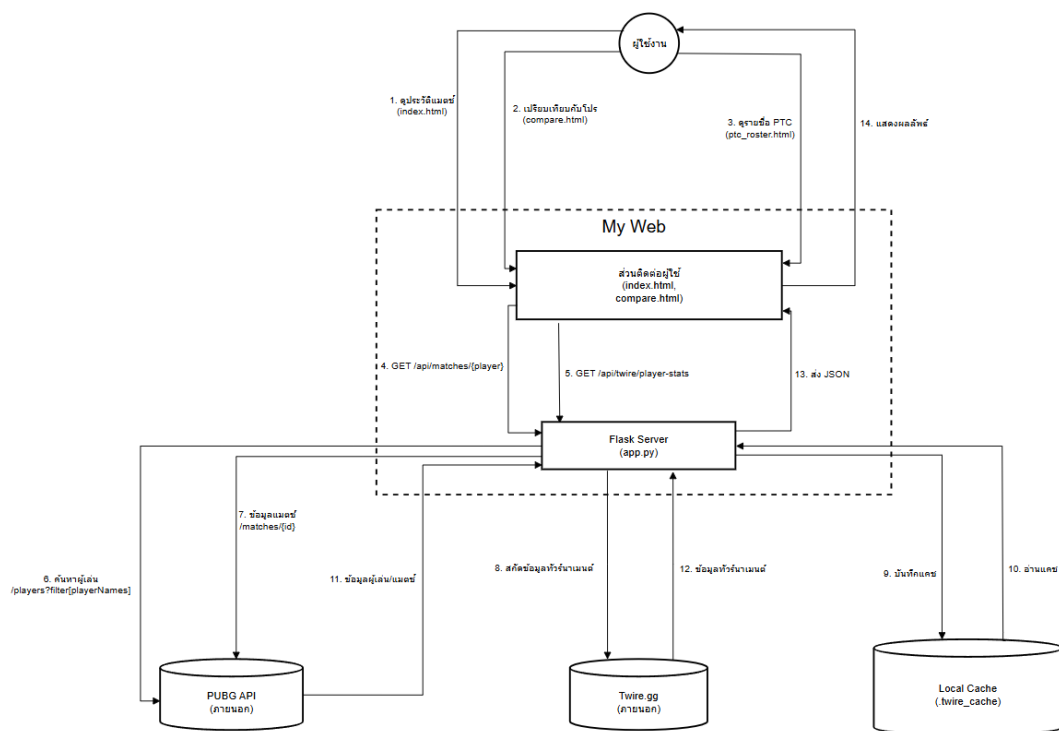 ผู้ใช้งาน
1. ดูประวัติแมตช์
(index.html)
2. เปรียบเทียบกับโปร
(compare.html)
3. ดูรายชื่อ PTC
(ptc_roster.html)
14. แสดงผลลัพธ์
My Web
ส่วนติดต่อผู้ใช้
(index.html,
compare.html)
4. GET /api/matches/{player}
5. GET /api/twire/player-stats
13. ส่ง JSON
Flask Server
(app.py)
7. ข้อมูลแมตช์
/matches/{id}
6. ค้นหาผู้เล่น
/players?filter[playerNames]
11. ข้อมูลผู้เล่น/แมตช์
8. สกัดข้อมูลทัวร์นาเมนต์
12. ข้อมูลทัวร์นาเมนต์
9. บันทึกแคช
10. อ่านแคช
PUBG API
(ภายนอก)
Twire.gg
(ภายนอก)
Local Cache
(.twire_cache)